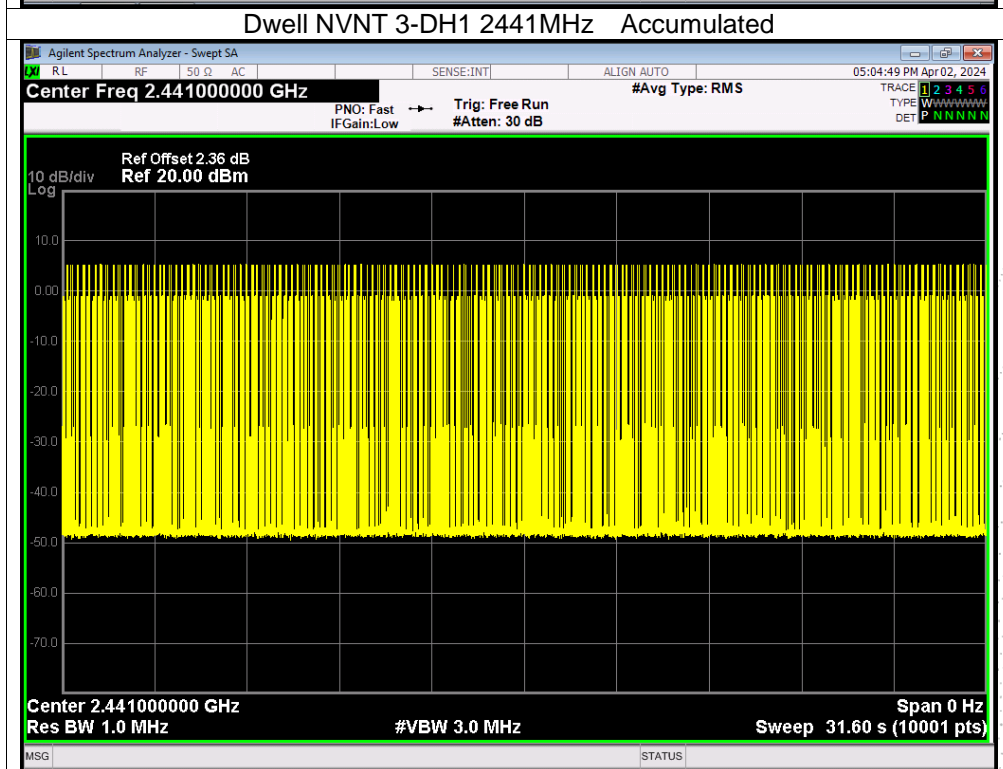 Dwell NVNT 3-DH1 2441MHz Accumulated
Agilent Spectrum Analyzer - Swept SA
LXI RL RF 50 Ω AC SENSE:INT ALIGN AUTO 05:04:49 PM Apr 02, 2024
Center Freq 2.441000000 GHz #Avg Type: RMS TRACE 1 2 3 4 5 6
PNO: Fast Trig: Free Run TYPE WWWWWWW
IFGain:Low #Atten: 30 dB DET P N N N N N
Ref Offset 2.36 dB
10 dB/div Ref 20.00 dBm
Log
10.0
0.00
-10.0
-20.0
-30.0
-40.0
-50.0
-60.0
-70.0
Center 2.441000000 GHz Span 0 Hz
Res BW 1.0 MHz #VBW 3.0 MHz Sweep 31.60 s (10001 pts)
MSG STATUS